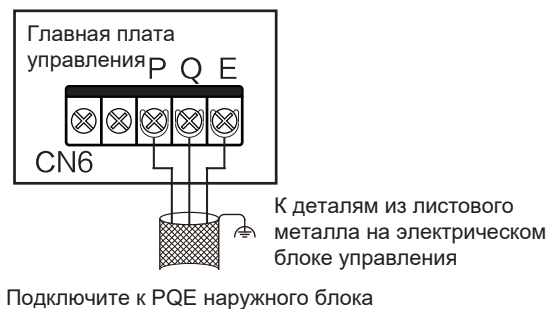 Главная плата
управления
P Q E
CN6
К деталям из листового
металла на электрическом
блоке управления
Подключите к PQE наружного блока